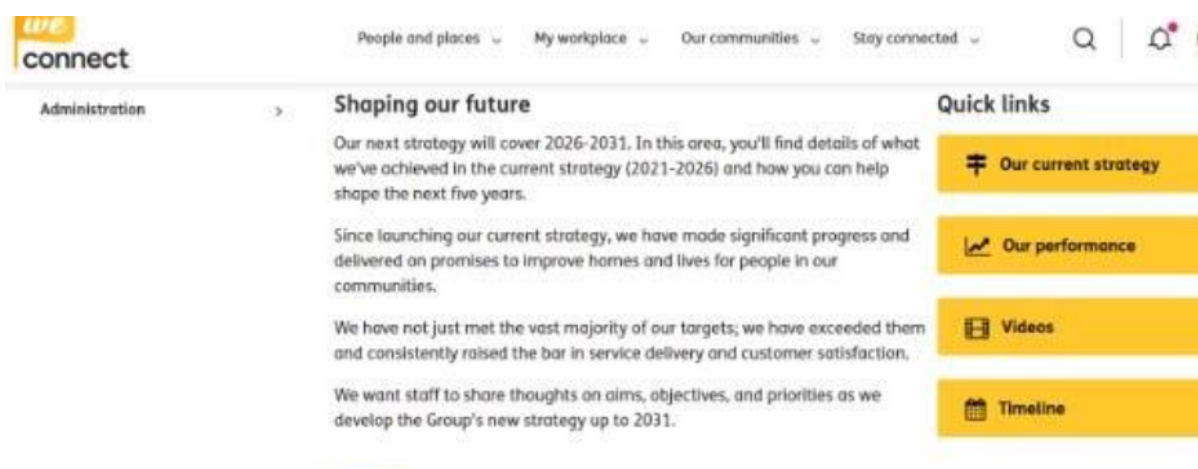 we
connect
People and places
My workplace
Our communities
Stay connected
Administration
Shaping our future
Our next strategy will cover 2026-2031. In this area, you'll find details of what
we've achieved in the current strategy (2021-2026) and how you can help
shape the next five years.
Since launching our current strategy, we have made significant progress and
delivered on promises to improve homes and lives for people in our
communities.
We have not just met the vast majority of our targets; we have exceeded them
and consistently raised the bar in service delivery and customer satisfaction.
We want staff to share thoughts on aims, objectives, and priorities as we
develop the Group's new strategy up to 2031.
Quick links
Our current strategy
Our performance
Videos
Timeline